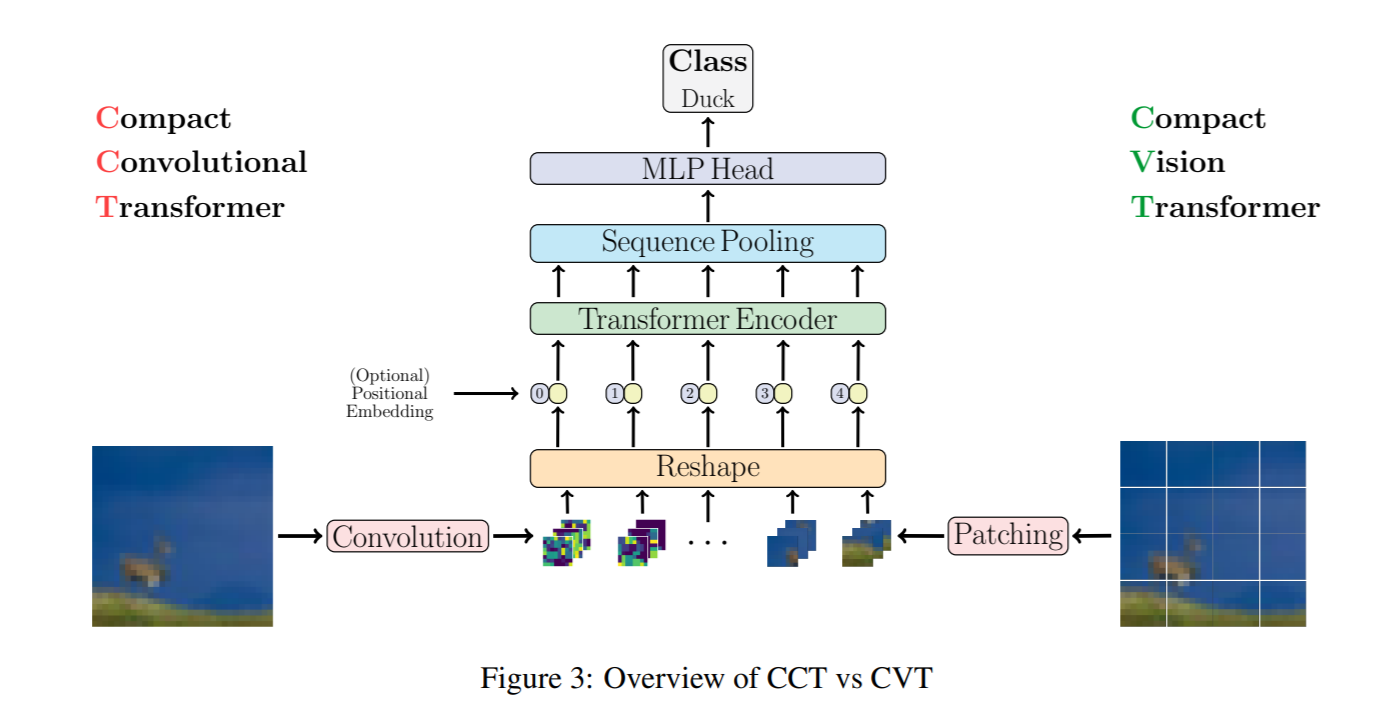 Class
Duck
Compact
Convolutional
Transformer
Compact
Vision
Transformer
MLP Head
Sequence Pooling
Transformer Encoder
(Optional)
Positional
Embedding
0 1 2 3 4
Reshape
Convolution
...
Patching
Figure 3: Overview of CCT vs CVT